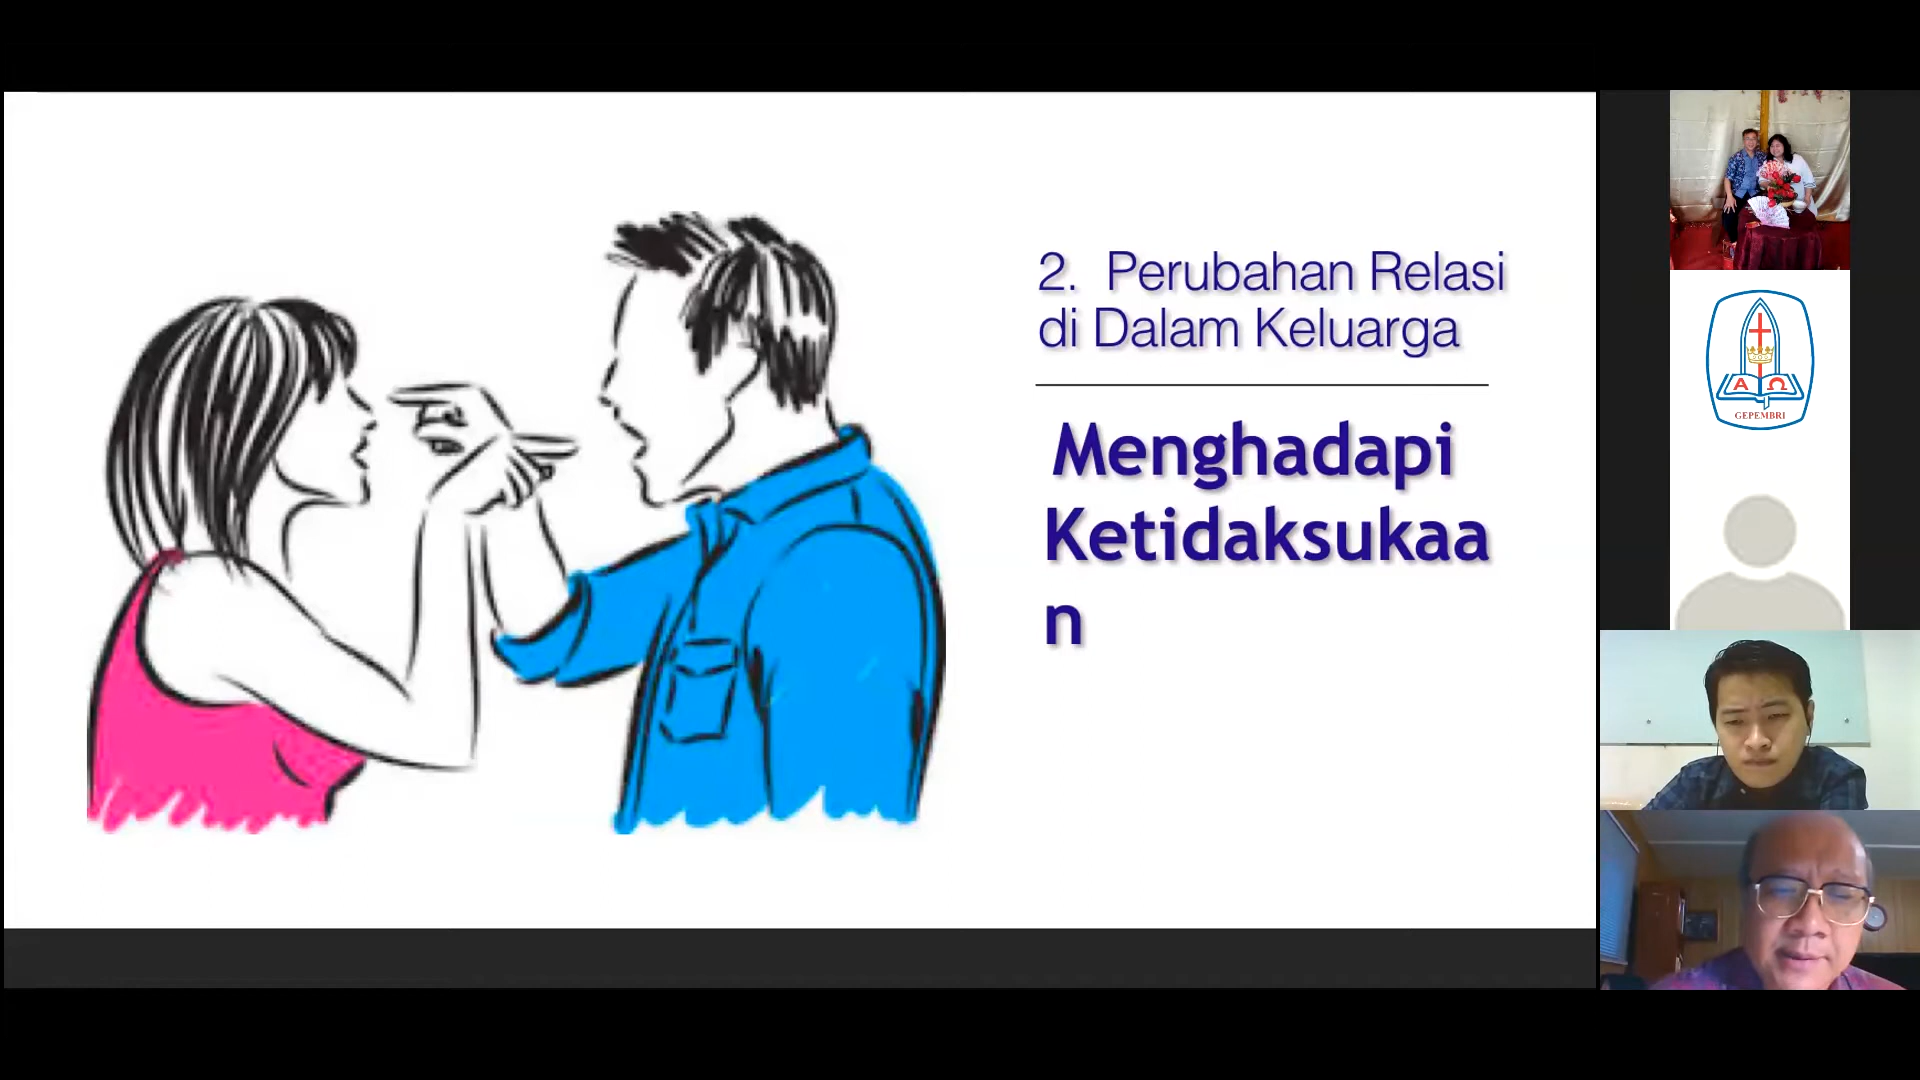 2. Perubahan Relasi
di Dalam Keluarga
Menghadapi
Ketidaksukaa
n
A Ω
GEPEMBRI